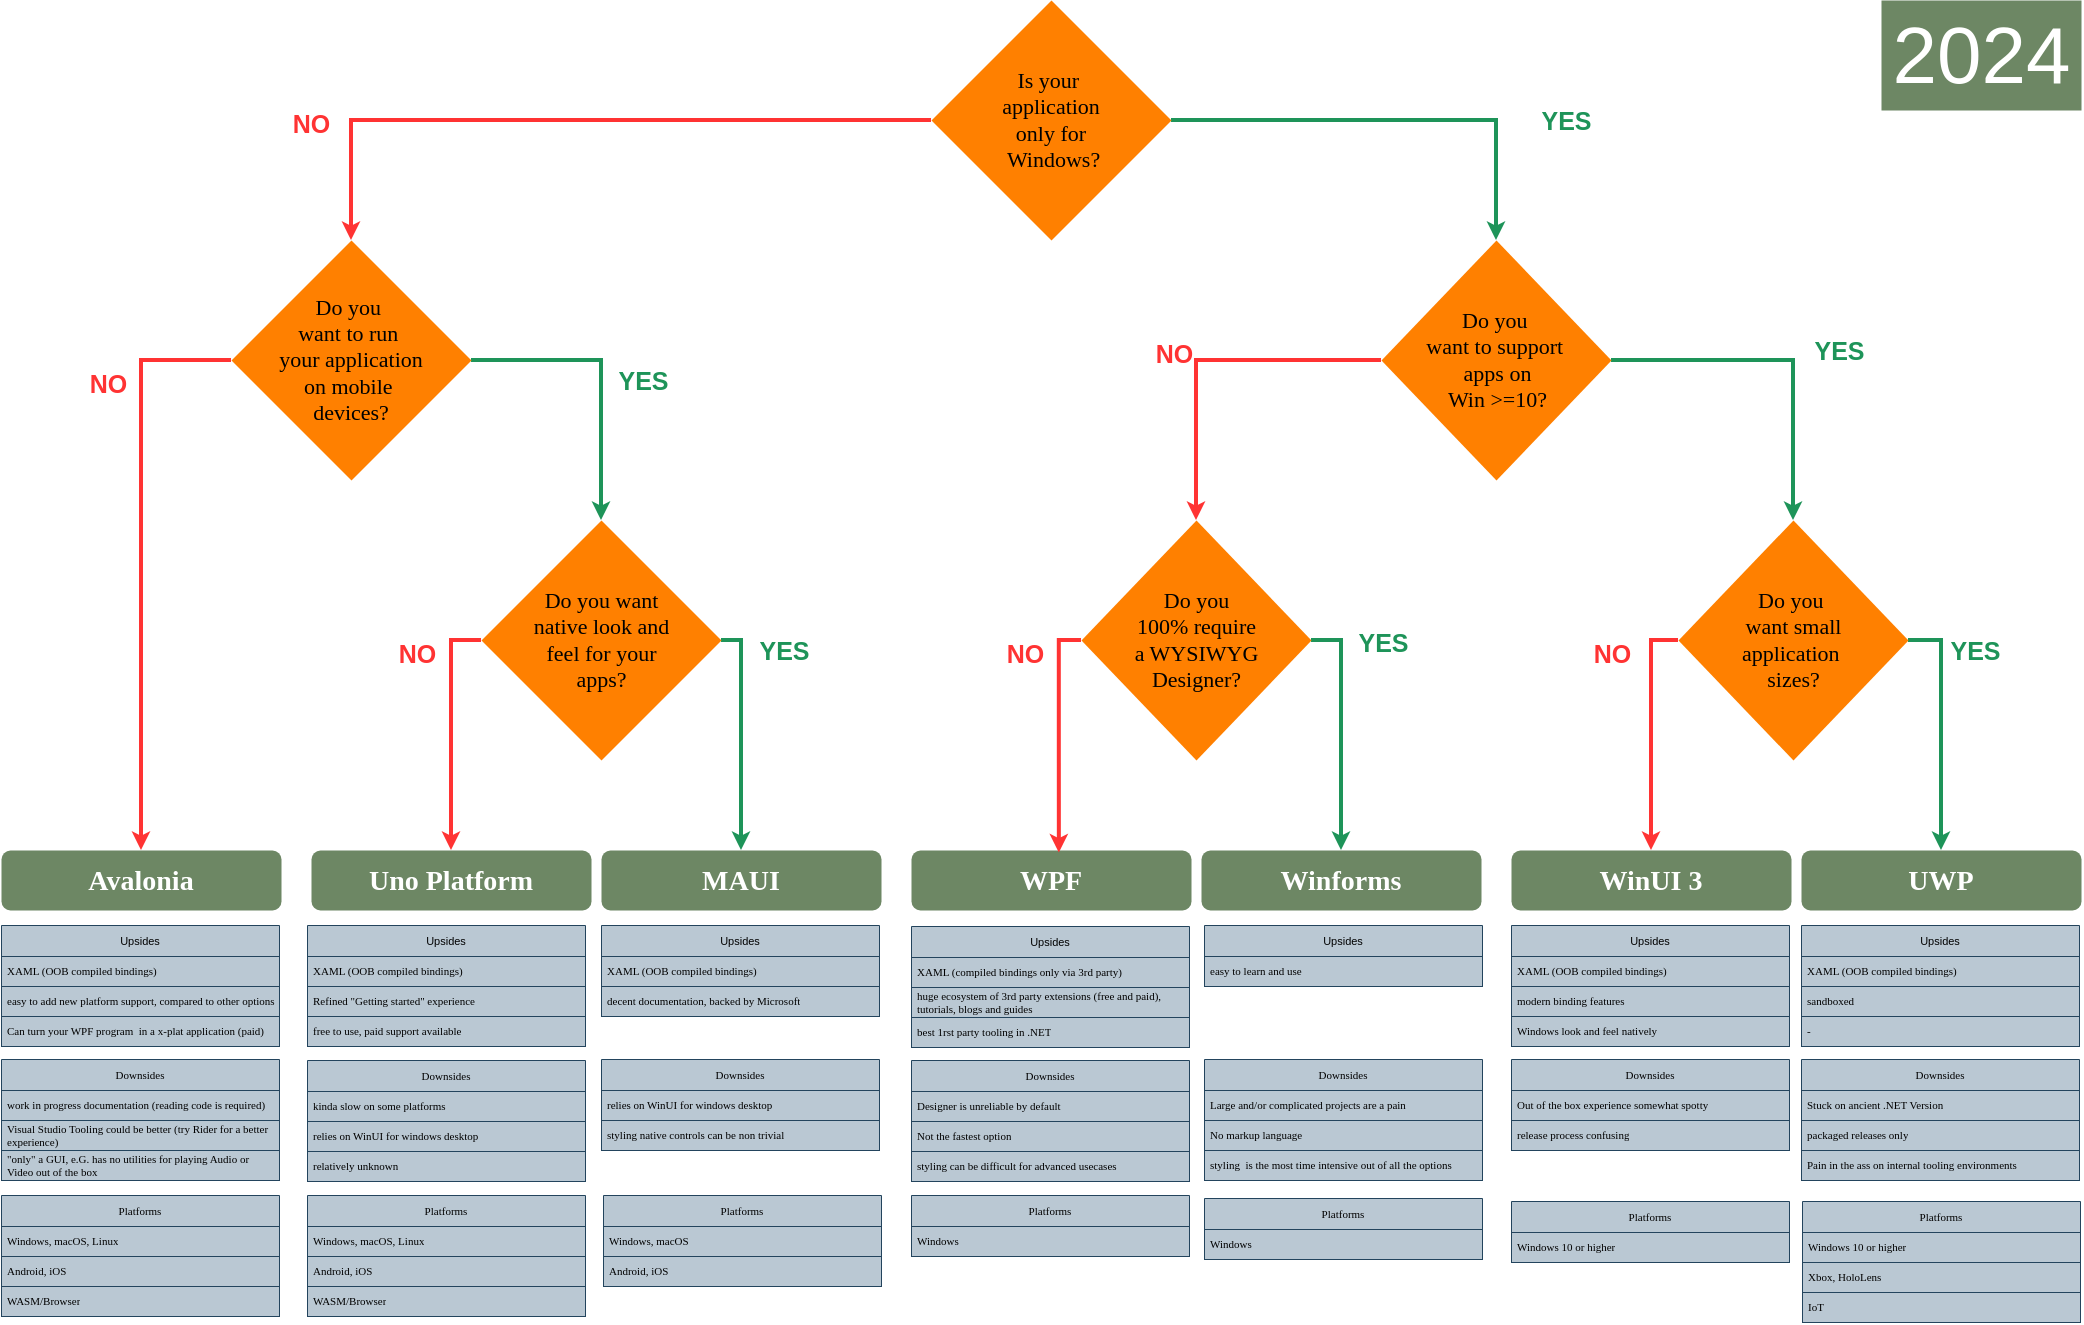 2024
Is your
application
only for
Windows?
NO
YES
Do you
want to run
your application
on mobile
devices?
NO
YES
Do you
want to support
apps on
Win >=10?
NO
YES
Do you want
native look and
feel for your
apps?
NO
YES
Do you
100% require
a WYSIWYG
Designer?
NO
YES
Do you
want small
application
sizes?
NO
YES
Avalonia
Uno Platform
MAUI
WPF
Winforms
WinUI 3
UWP
Upsides
XAML (OOB compiled bindings)
easy to add new platform support, compared to other options
Can turn your WPF program  in a x-plat application (paid)
Downsides
work in progress documentation (reading code is required)
Visual Studio Tooling could be better (try Rider for a better
experience)
"only" a GUI, e.G. has no utilities for playing Audio or
Video out of the box
Platforms
Windows, macOS, Linux
Android, iOS
WASM/Browser
Upsides
XAML (OOB compiled bindings)
Refined "Getting started" experience
free to use, paid support available
Downsides
kinda slow on some platforms
relies on WinUI for windows desktop
relatively unknown
Platforms
Windows, macOS, Linux
Android, iOS
WASM/Browser
Upsides
XAML (OOB compiled bindings)
decent documentation, backed by Microsoft
Downsides
relies on WinUI for windows desktop
styling native controls can be non trivial
Platforms
Windows, macOS
Android, iOS
Upsides
XAML (compiled bindings only via 3rd party)
huge ecosystem of 3rd party extensions (free and paid),
tutorials, blogs and guides
best 1rst party tooling in .NET
Downsides
Designer is unreliable by default
Not the fastest option
styling can be difficult for advanced usecases
Platforms
Windows
Upsides
easy to learn and use
Downsides
Large and/or complicated projects are a pain
No markup language
styling  is the most time intensive out of all the options
Platforms
Windows
Upsides
XAML (OOB compiled bindings)
modern binding features
Windows look and feel natively
Downsides
Out of the box experience somewhat spotty
release process confusing
Platforms
Windows 10 or higher
Upsides
XAML (OOB compiled bindings)
sandboxed
-
Downsides
Stuck on ancient .NET Version
packaged releases only
Pain in the ass on internal tooling environments
Platforms
Windows 10 or higher
Xbox, HoloLens
IoT